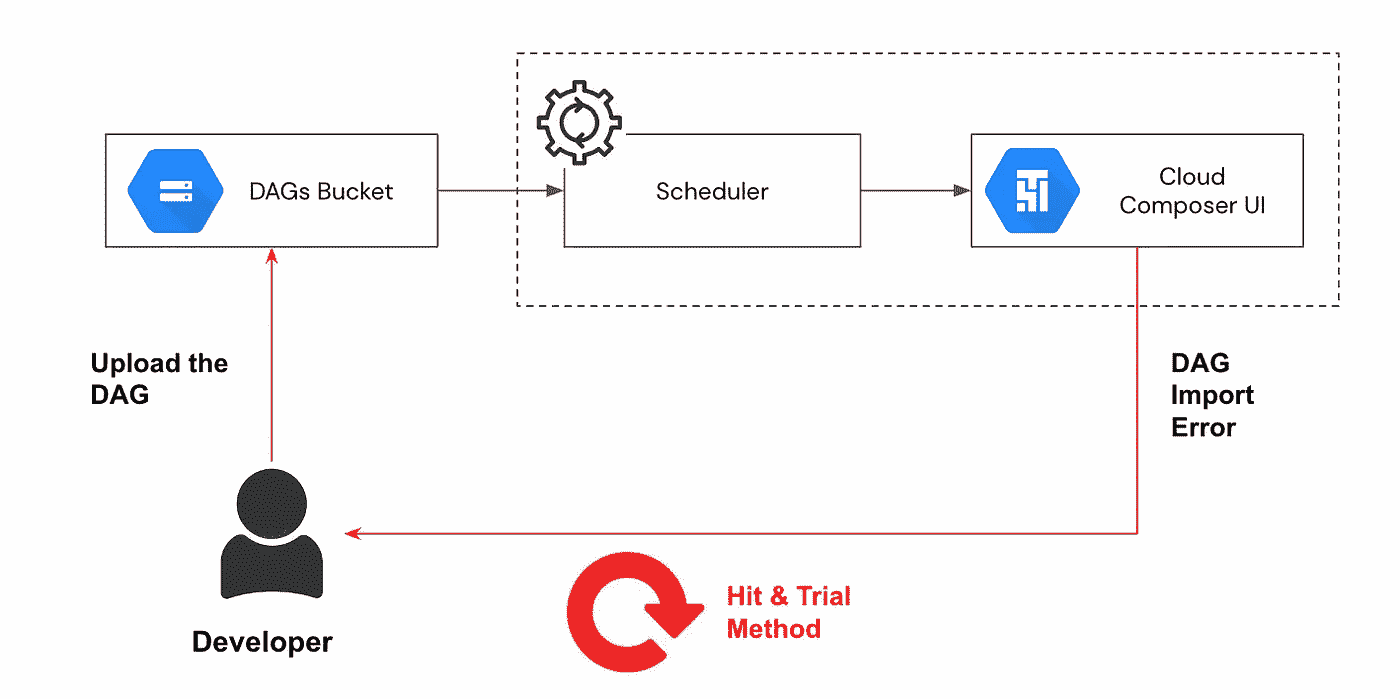 DAGs Bucket
Scheduler
Cloud
Composer UI
Upload the
DAG
DAG
Import
Error
Developer
Hit & Trial
Method